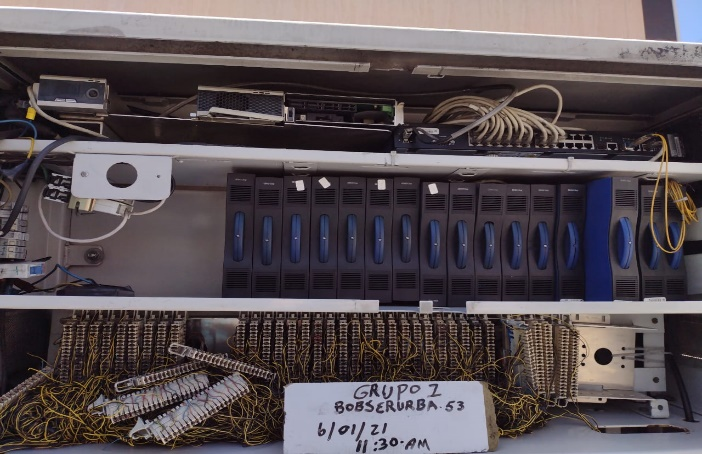 GRUPO 1
BOBSERURBA-53
6/01/21
11:30-AM